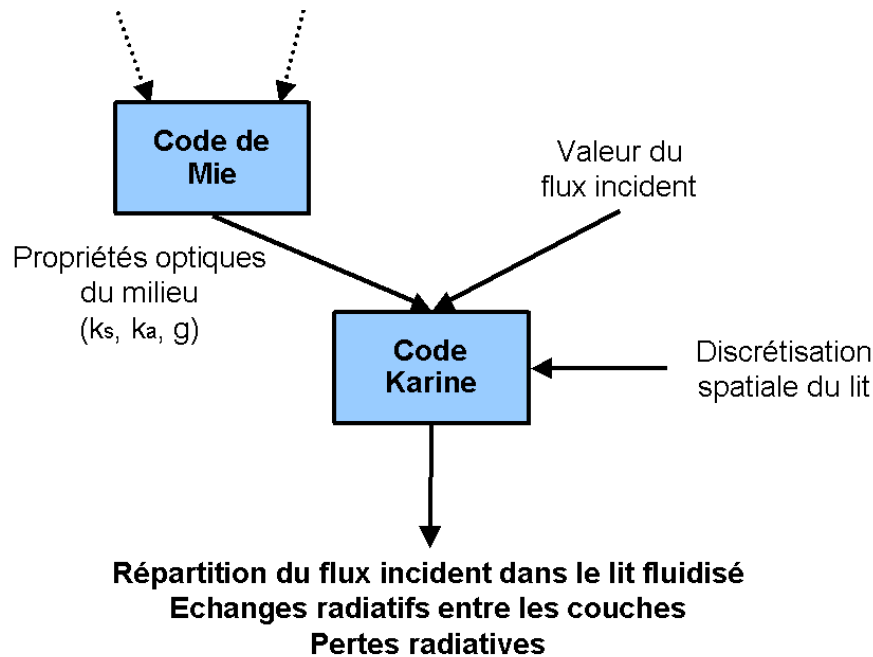 Code de
Mie
Valeur du
flux incident
Propriétés optiques
du milieu
(ks, ka, g)
Code
Karine
Discrétisation
spatiale du lit
Répartition du flux incident dans le lit fluidisé
Echanges radiatifs entre les couches
Pertes radiatives